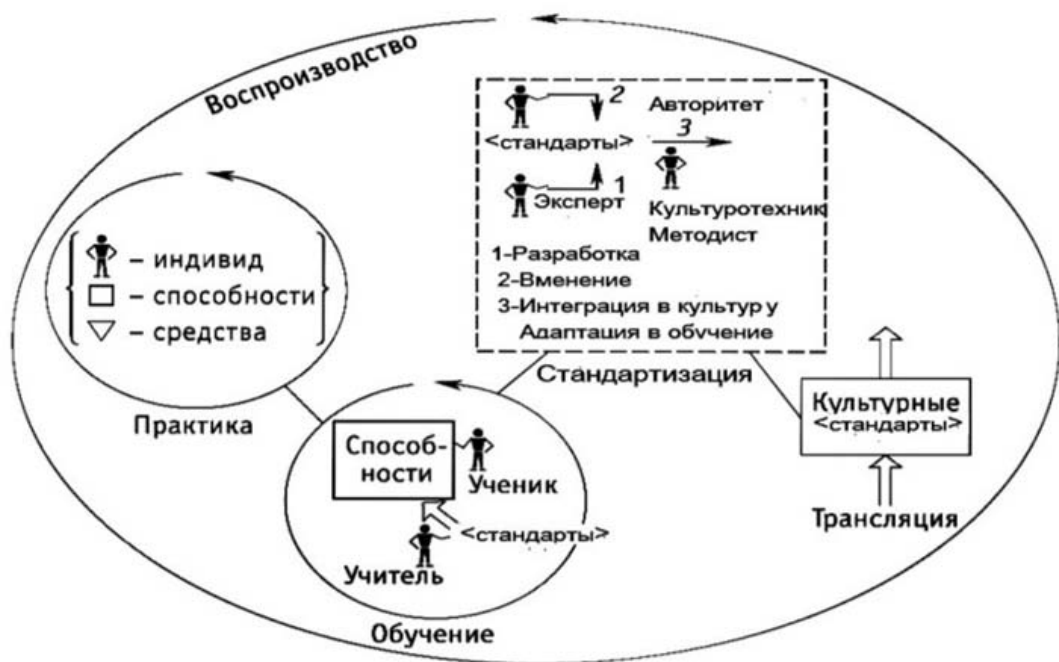 Воспроизводство
2
Авторитет
<стандарты>
3
1
Эксперт
Культуротехник
Методист
1-Разработка
2-Вменение
3-Интеграция в культуру
Адаптация в обучение
Стандартизация
– индивид
– способности
– средства
Практика
Способ-
ности
Ученик
<стандарты>
Учитель
Обучение
Культурные
<стандарты>
Трансляция